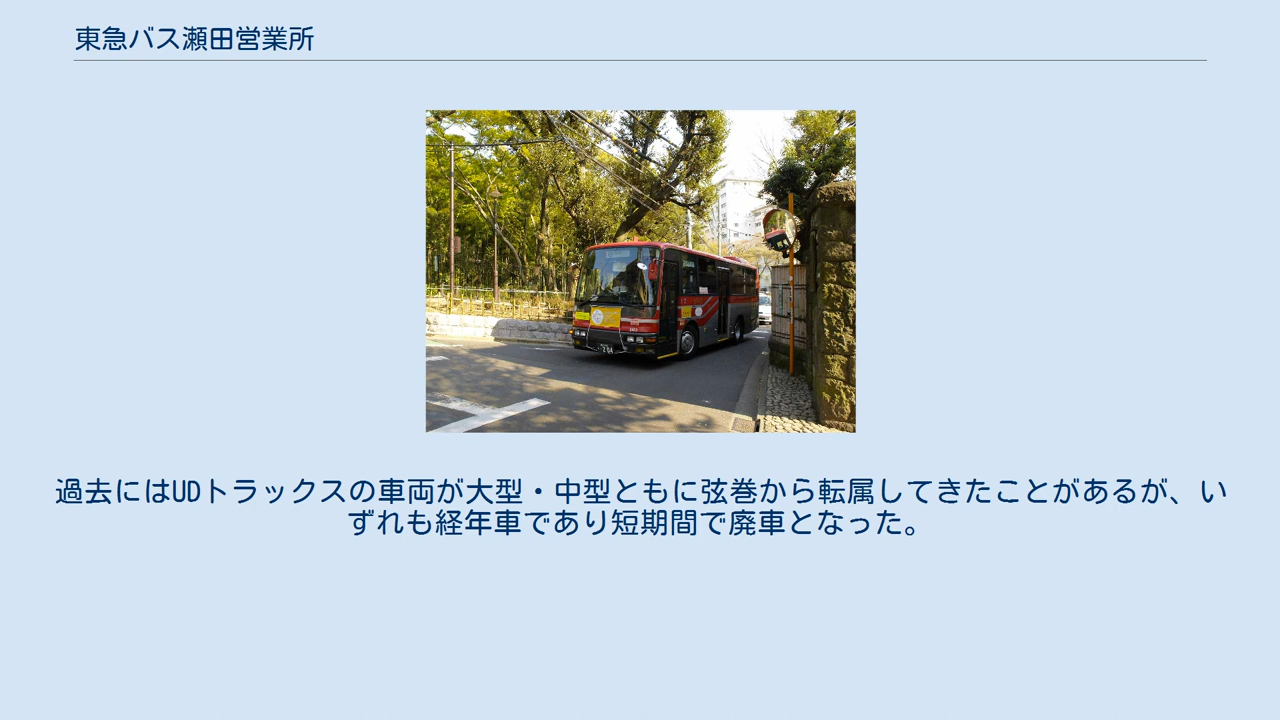 東急バス瀬田営業所
過去にはUDトラックスの車両が大型・中型ともに弦巻から転属してきたことがあるが、い
ずれも経年車であり短期間で廃車となった。